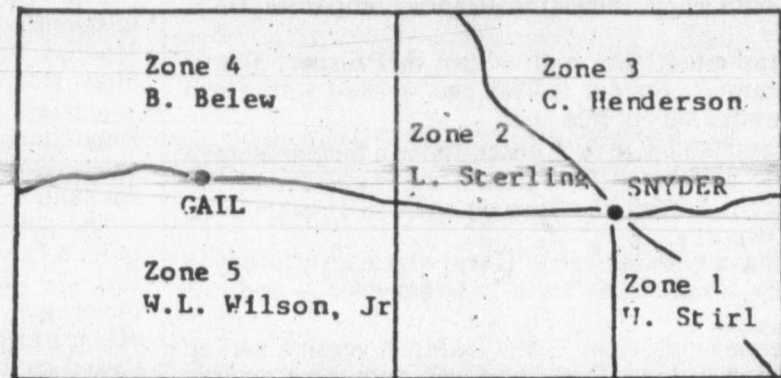 Zone 4
B. Belew
Zone 3
C. Henderson
Zone 2
L. Sterling
SNYDER
GAIL
Zone 5
W.L. Wilson, Jr
Zone 1
Stirl